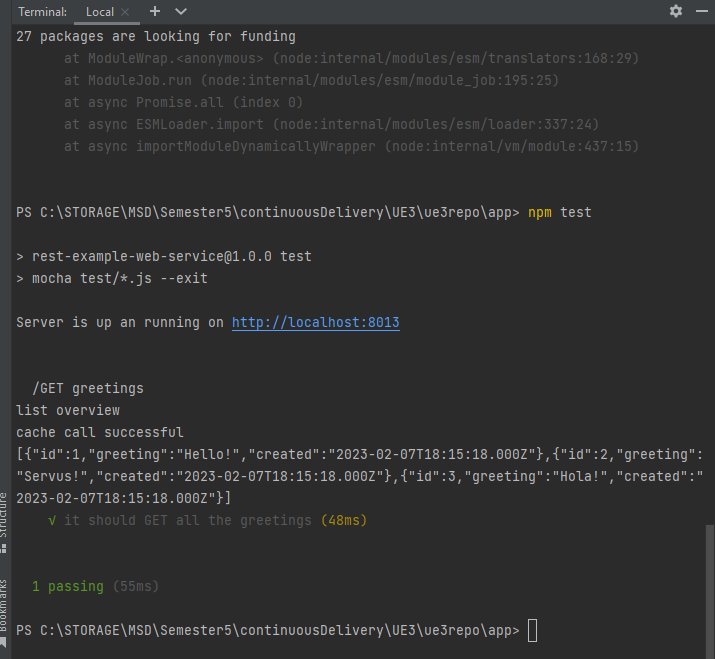 Terminal: Local × +
27 packages are looking for funding
at ModuleWrap.<anonymous> (node:internal/modules/esm/translators:168:29)
at ModuleJob.run (node:internal/modules/esm/module_job:195:25)
at async Promise.all (index 0)
at async ESMLoader.import (node:internal/modules/esm/loader:337:24)
at async importModuleDynamicallyWrapper (node:internal/vm/module:437:15)
PS C:\STORAGE\MSD\Semester5\continuousDelivery\UE3\ue3repo\app> npm test
> rest-example-web-service@1.0.0 test
> mocha test/*.js --exit
Server is up an running on http://localhost:8013
/GET greetings
list overview
cache call successful
[{"id":1,"greeting":"Hello!","created":"2023-02-07T18:15:18.000Z"},{"id":2,"greeting":
"Servus!","created":"2023-02-07T18:15:18.000Z"},{"id":3,"greeting":"Hola!","created":"
2023-02-07T18:15:18.000Z"}]
√ it should GET all the greetings (48ms)
1 passing (55ms)
PS C:\STORAGE\MSD\Semester5\continuousDelivery\UE3\ue3repo\app>
Structure
Bookmarks